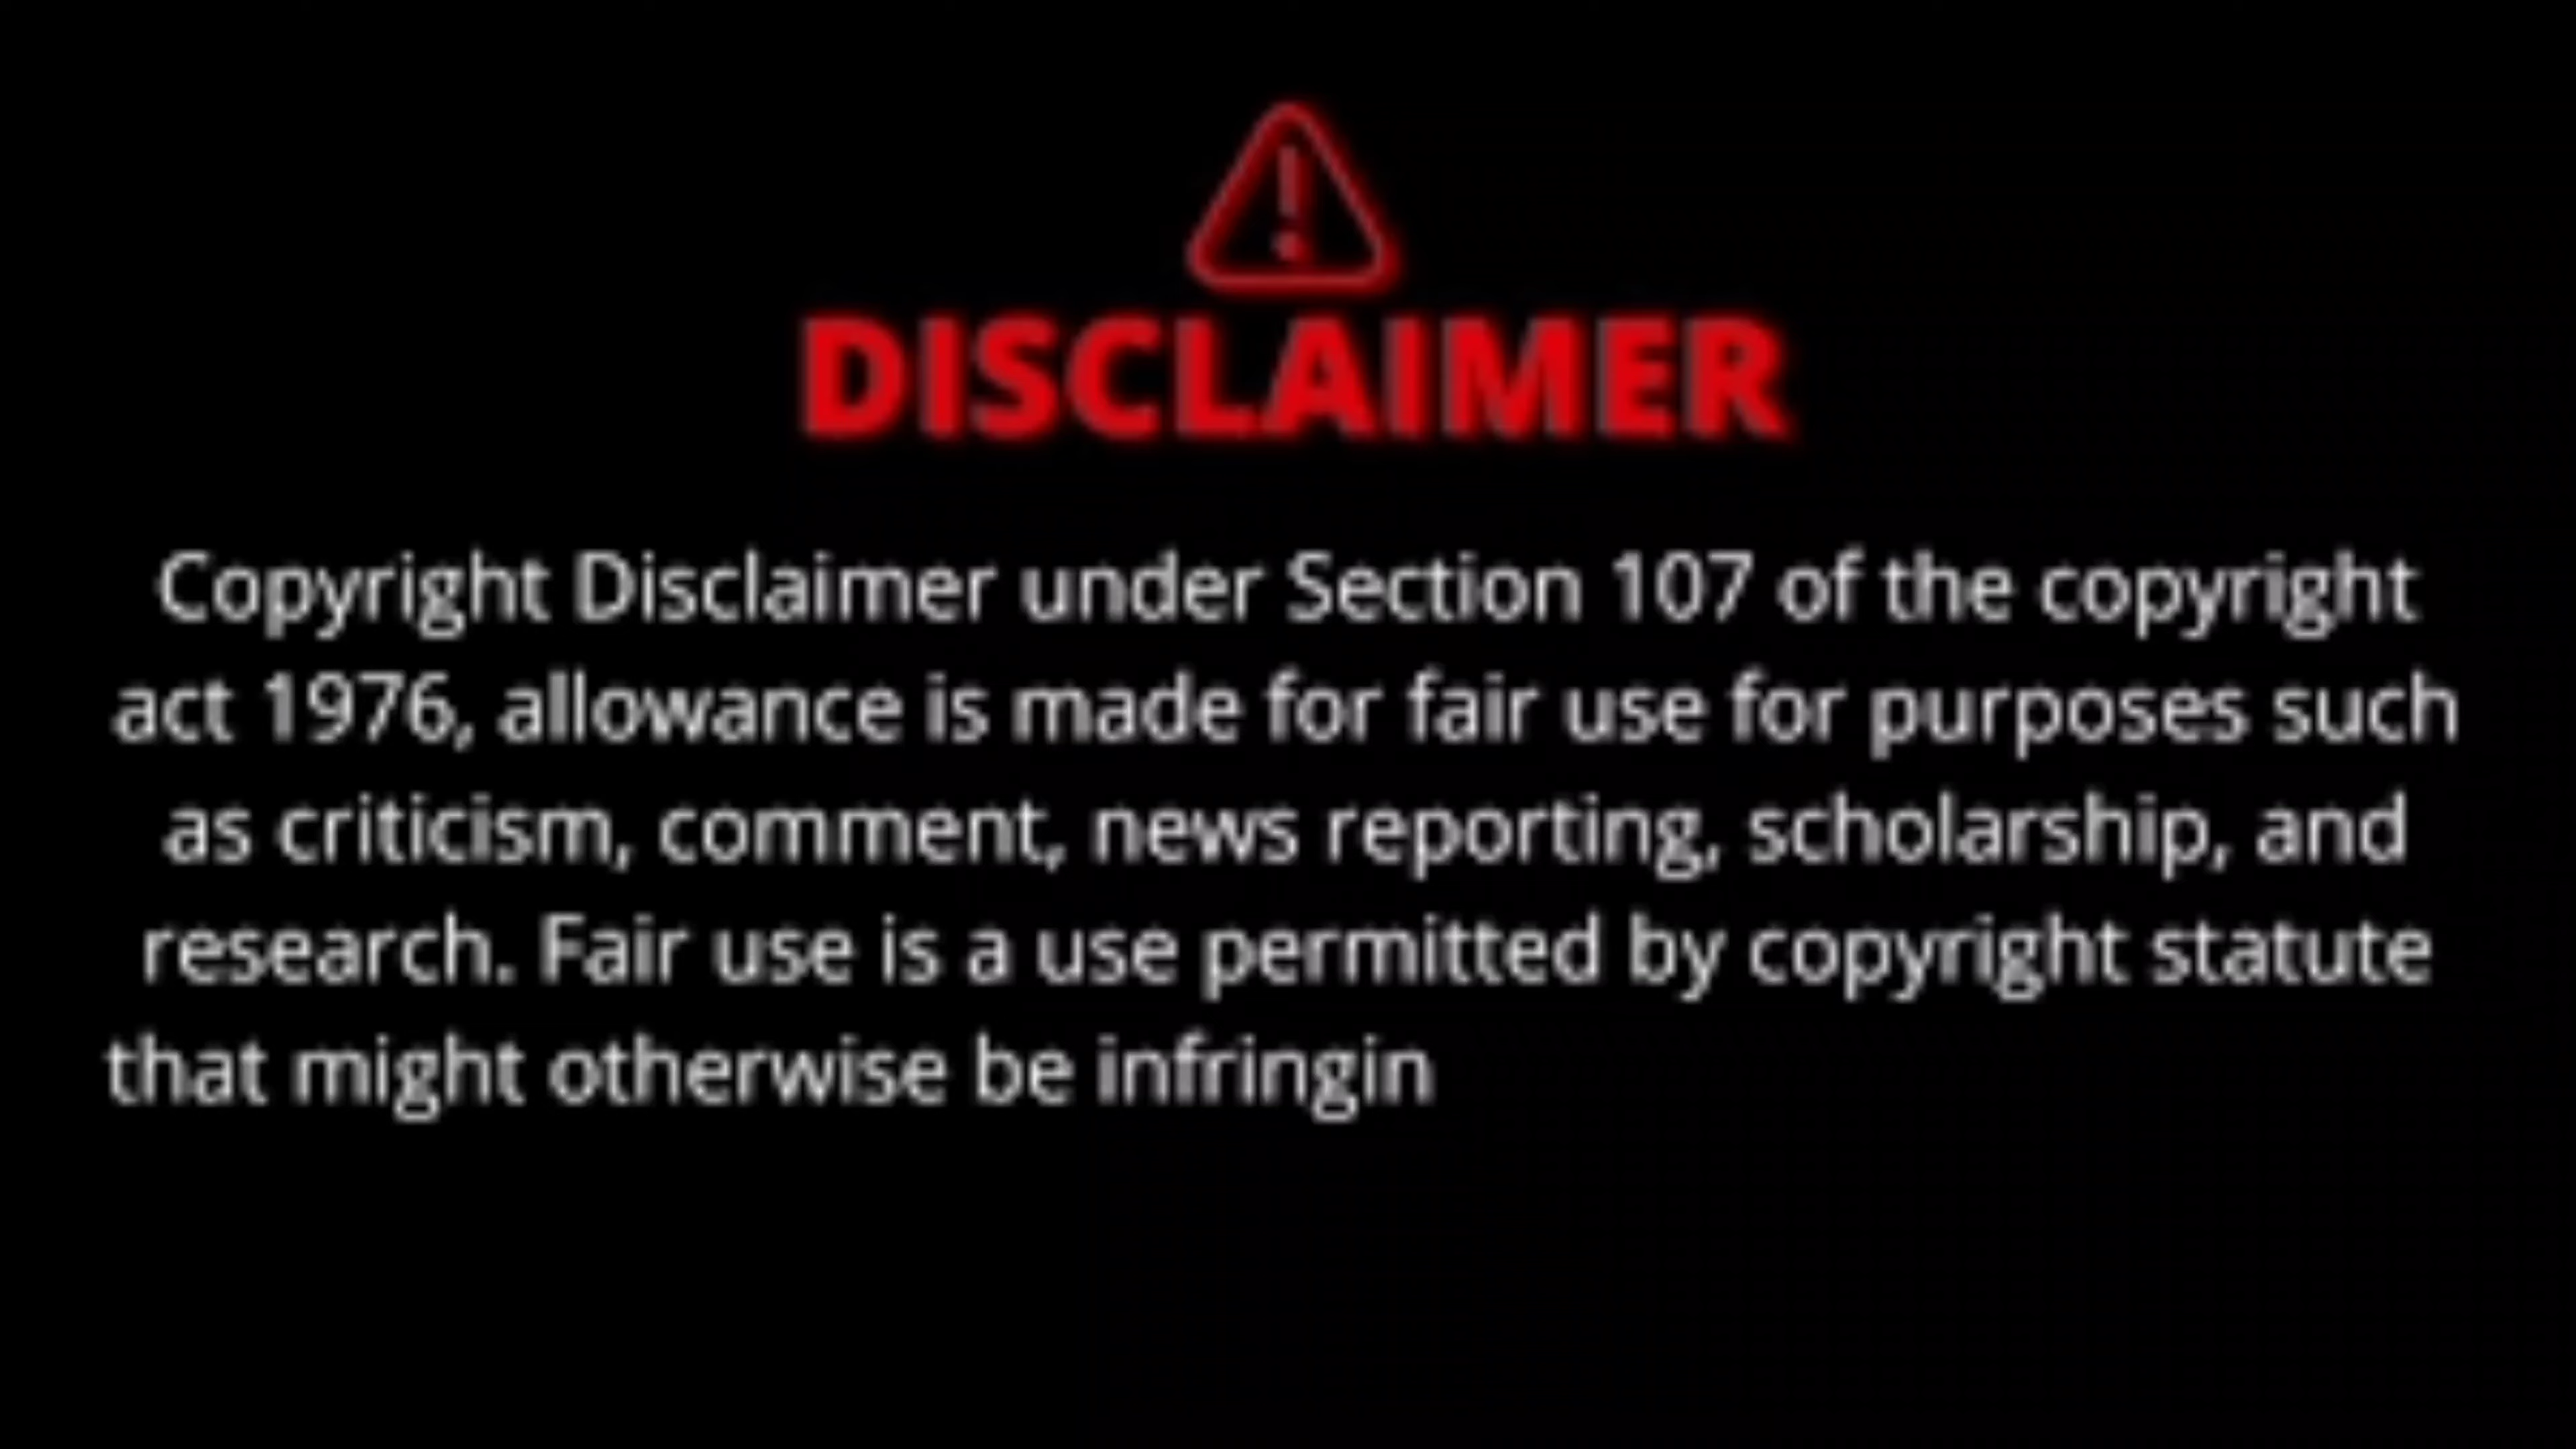 DISCLAIMER
Copyright Disclaimer under Section 107 of the copyright
act 1976, allowance is made for fair use for purposes such
as criticism, comment, news reporting, scholarship, and
research. Fair use is a use permitted by copyright statute
that might otherwise be infringin